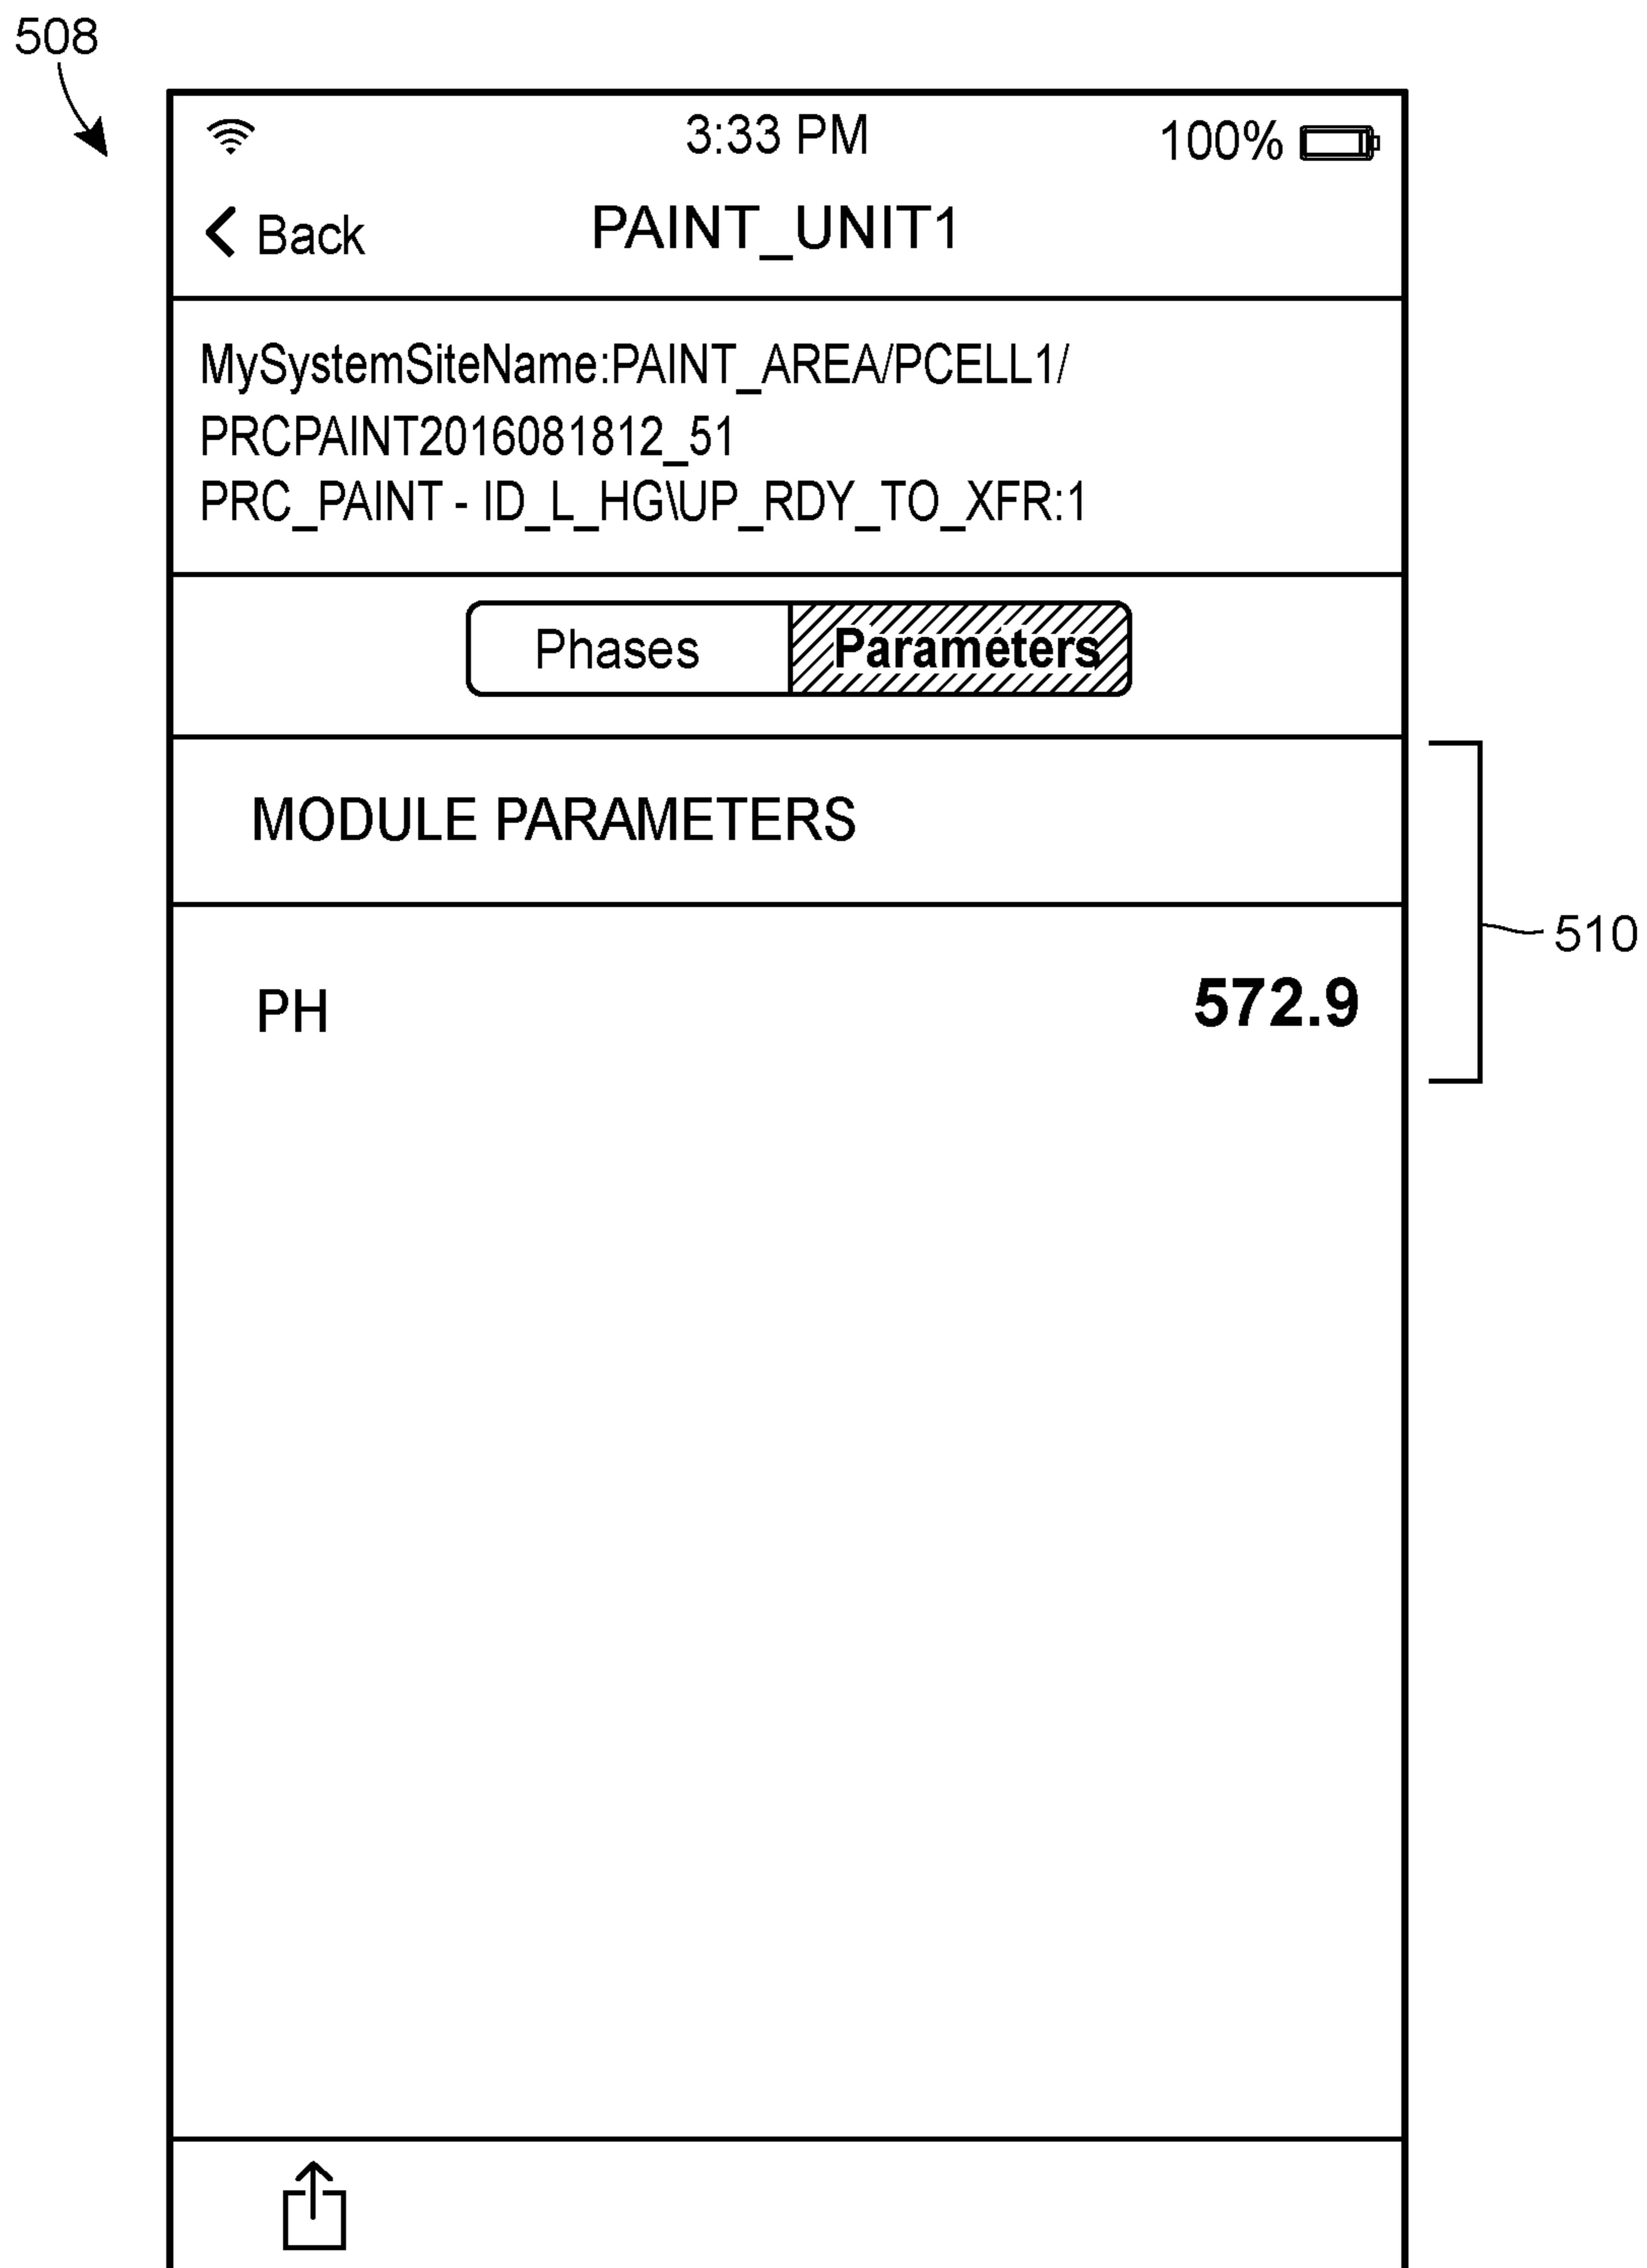 508
3:33 PM 100%
Back PAINT_UNIT1
MySystemSiteName:PAINT_AREA/PCELL1/
PRCPAINT2016081812_51
PRC_PAINT - ID_L_HG\UP_RDY_TO_XFR:1
Phases Parameters
MODULE PARAMETERS
510
PH 572.9